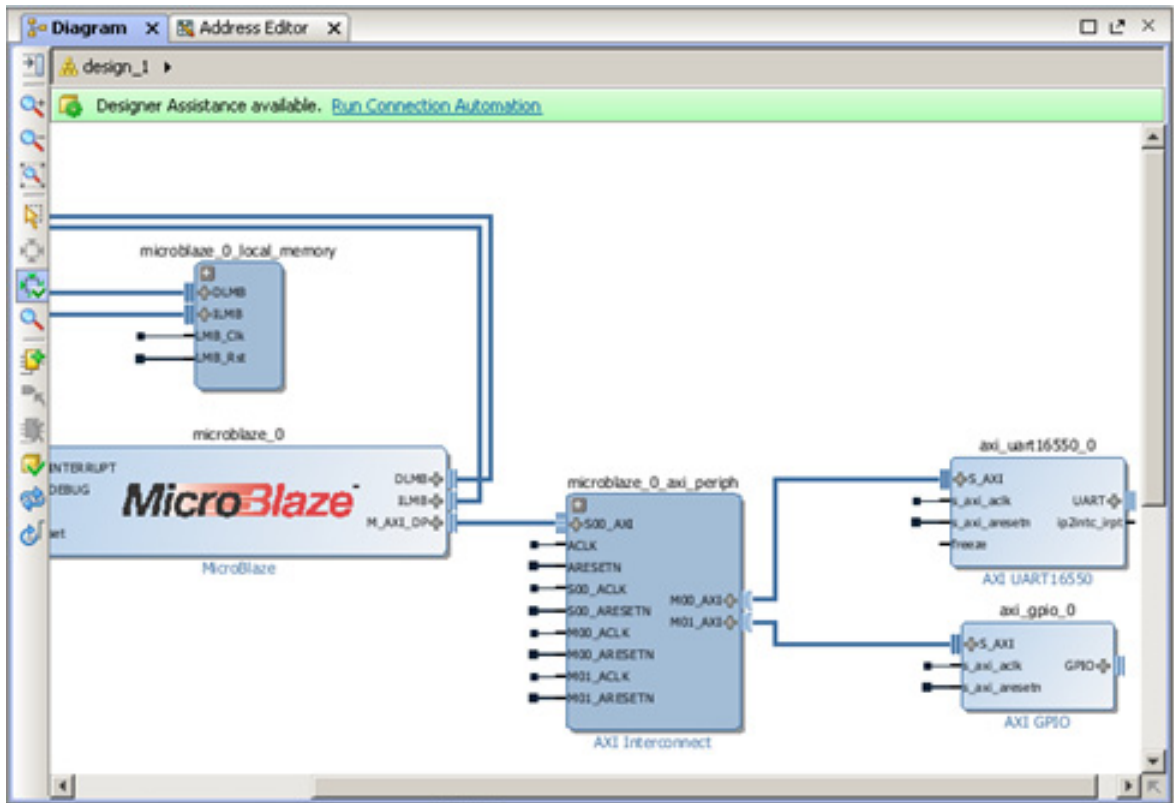 Diagram X Address Editor X
design_1
Designer Assistance available. Run Connection Automation
microblaze_0_local_memory
DLMB
ILMB
LMB_Clk
LMB_Rst
microblaze_0
INTERRUPT
DEBUG
set
MicroBlaze
DLMB
ILMB
M_AXI_DP
MicroBlaze
microblaze_0_axi_periph
S00_AXI
ACLK
ARESETN
S00_ACLK
S00_ARESETN
M00_ACLK
M00_ARESETN
M01_ACLK
M01_ARESETN
M00_AXI
M01_AXI
AXI Interconnect
axi_uart16550_0
S_AXI
s_axi_aclk
s_axi_aresetn
freeze
UART
ip2intc_irpt
AXI UART16550
axi_gpio_0
S_AXI
s_axi_aclk
s_axi_aresetn
GPIO
AXI GPIO